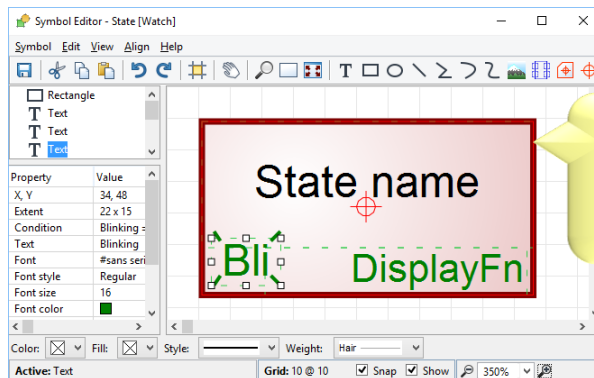 Symbol Editor - State [Watch]
Symbol Edit View Align Help
Rectangle
Text
Text
Text
Property Value
X, Y 34, 48
Extent 22 x 15
Condition Blinking =
Text Blinking
Font #sans seri
Font style Regular
Font size 16
Font color
State name
Bli
DisplayFn
Color: Fill: Style: Weight: Hair
Active: Text Grid: 10 @ 10 Snap Show 350%